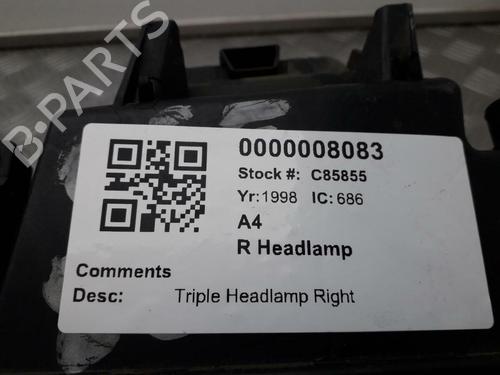 B-PARTS
0000008083
Stock #: C85855
Yr:1998 IC:686
A4
R Headlamp
Comments
Desc: Triple Headlamp Right